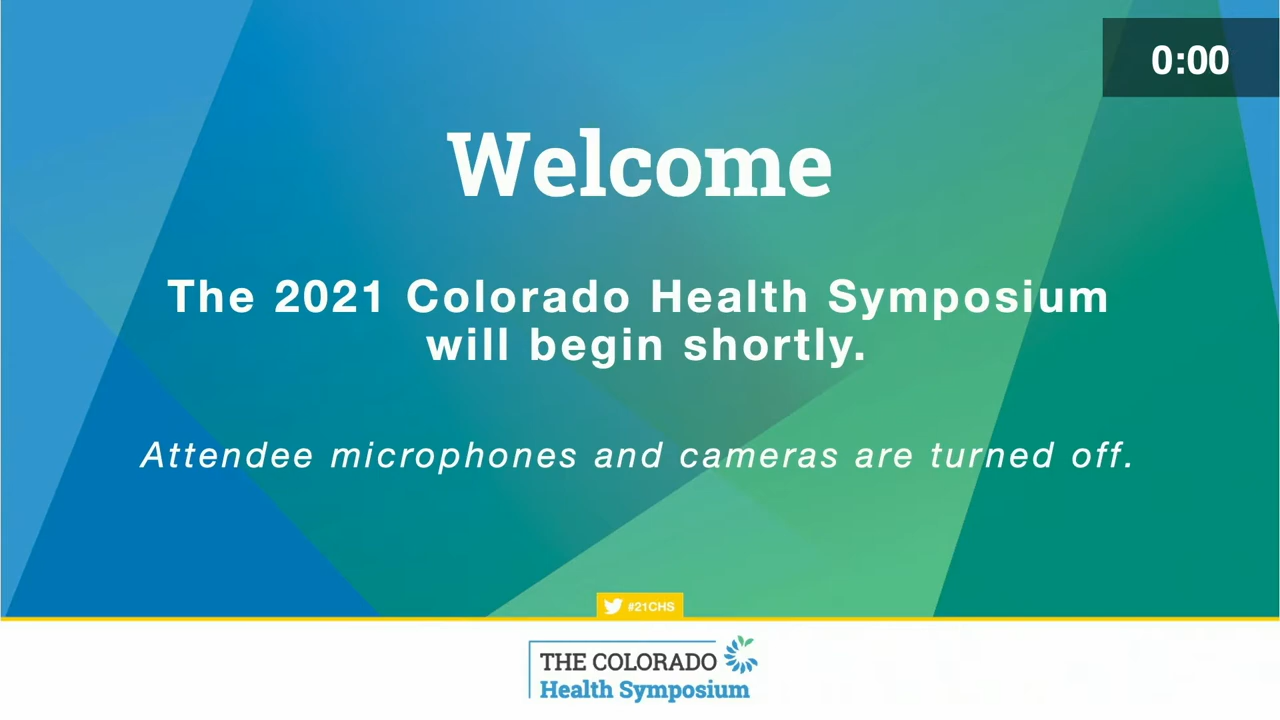 0:00
Welcome
The 2021 Colorado Health Symposium
will begin shortly.
Attendee microphones and cameras are turned off.
#21CHS
THE COLORADO
Health Symposium